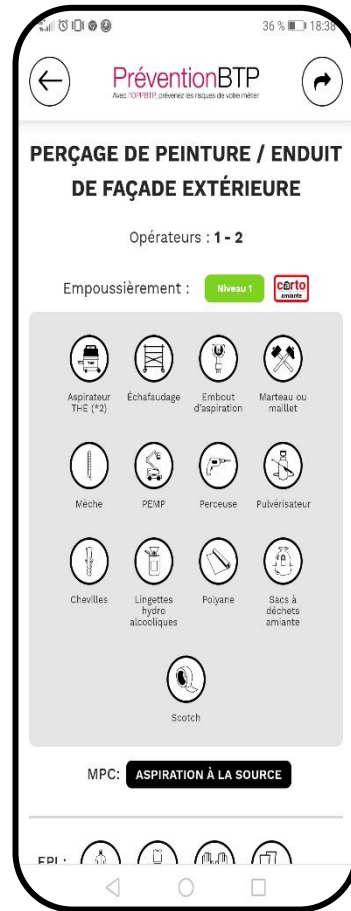 36 % 18:38
PréventionBTP
Avec l'OPPBTP, prévenez les risques de votre métier
PERÇAGE DE PEINTURE / ENDUIT
DE FAÇADE EXTÉRIEURE
Opérateurs : 1 - 2
Empoussièrement : Niveau 1 carto
amiante
Aspirateur Échafaudage Embout Marteau ou
THE (*2) d'aspiration maillet
Mèche PEMP Perceuse Pulvérisateur
Chevilles Lingettes Polyane Sacs à
hydro déchets
alcooliques amiante
Scotch
MPC: ASPIRATION À LA SOURCE
EPI :